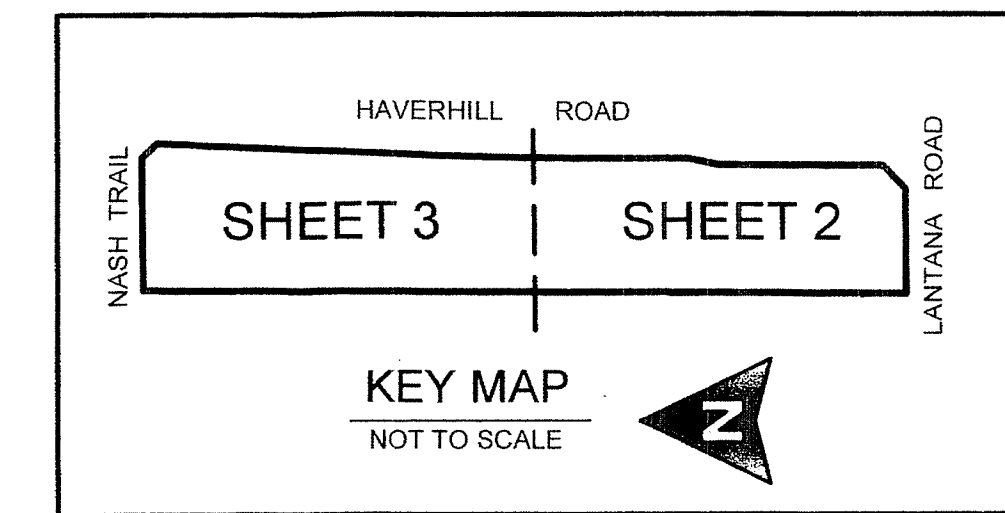 HAVERHILL ROAD
NASH TRAIL
SHEET 3
SHEET 2
LANTANA ROAD
KEY MAP
NOT TO SCALE
N